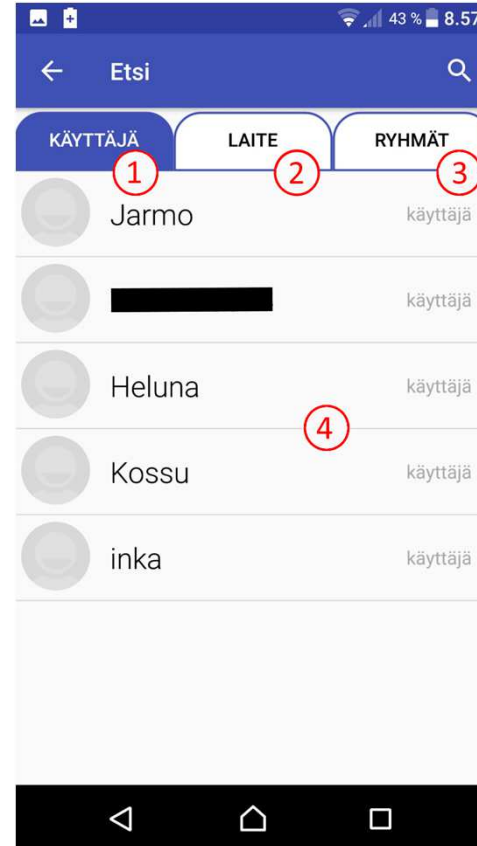 43 % 8.57
Etsi
KÄYTTÄJÄ LAITE RYHMÄT
1 2 3
Jarmo käyttäjä
käyttäjä
Heluna käyttäjä
4
Kossu käyttäjä
inka käyttäjä